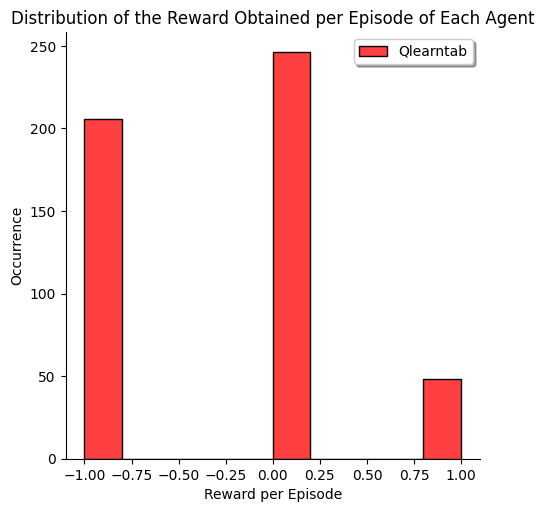 Distribution of the Reward Obtained per Episode of Each Agent
Qlearntab
Occurrence
250
200
150
100
50
0
−1.00 −0.75 −0.50 −0.25 0.00 0.25 0.50 0.75 1.00
Reward per Episode